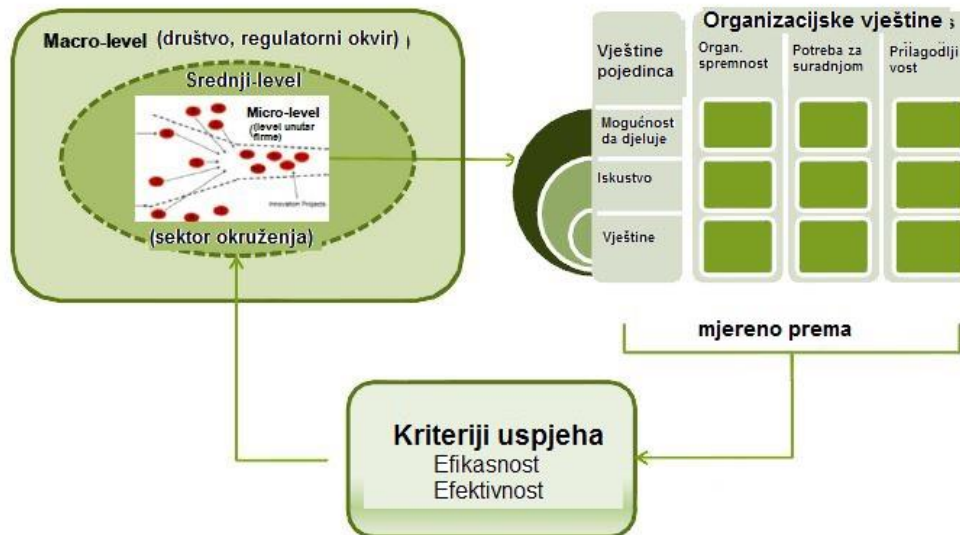 Macro-level (društvo, regulatorni okvir) )
Srednji-level
Micro-level
(level unutar
firme)
Innovation Projects
(sektor okruženja)
Organizacijske vještine s
Vještine
pojedinca
Organ.
spremnost
Potreba za
suradnjom
Prilagodlji
vost
Mogućnost
da djeluje
Iskustvo
Vještine
mjereno prema
Kriteriji uspjeha
Efikasnost
Efektivnost